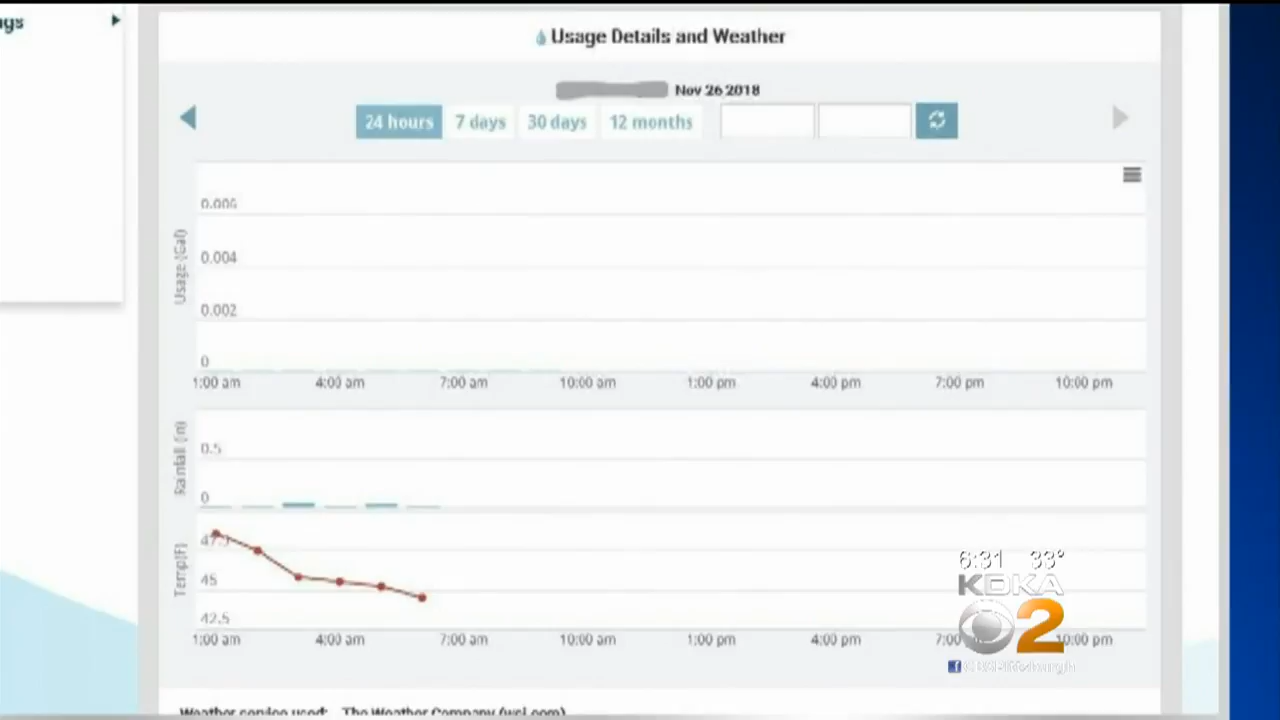 Usage Details and Weather
Nov 26 2018
24 hours 7 days 30 days 12 months
Usage (Gal)
0.006
0.004
0.002
0
1:00 am 4:00 am 7:00 am 10:00 am 1:00 pm 4:00 pm 7:00 pm 10:00 pm
Rainfall (in)
0.5
0
Temp(F)
47.5
45
42.5
1:00 am 4:00 am 7:00 am 10:00 am 1:00 pm 4:00 pm 7:00 10:00 pm
6:31 33°
KDKA
2
CBSPittsburgh
Weather service used: The Weather Company (wsi.com)